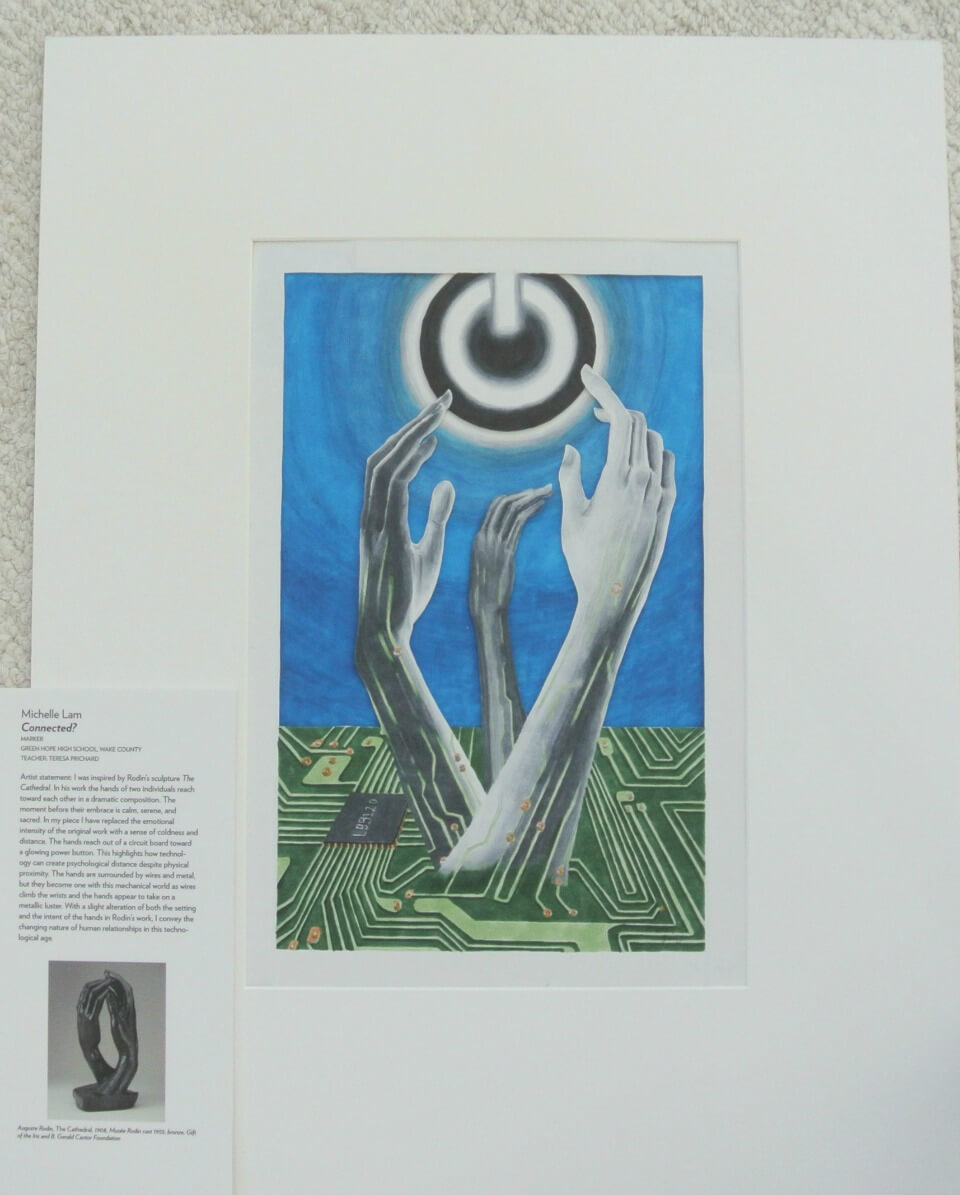 Michelle Lam
Connected?
MARKER
GREEN HOPE HIGH SCHOOL, WAKE COUNTY
TEACHER: TERESA PRICHARD
Artist statement: I was inspired by Rodin's sculpture The
Cathedral. In his work the hands of two individuals reach
toward each other in a dramatic composition. The
moment before their embrace is calm, serene, and
sacred. In my piece I have replaced the emotional
intensity of the original work with a sense of coldness and
distance. The hands reach out of a circuit board toward
a glowing power button. This highlights how technol-
ogy can create psychological distance despite physical
proximity. The hands are surrounded by wires and metal,
but they become one with this mechanical world as wires
climb the wrists and the hands appear to take on a
metallic luster. With a slight alteration of both the setting
and the intent of the hands in Rodin's work, I convey the
changing nature of human relationships in this techno-
logical age.
Auguste Rodin, The Cathedral, 1908, Musée Rodin cast 1955, bronze, Gift
of the Iris and B. Gerald Cantor Foundation